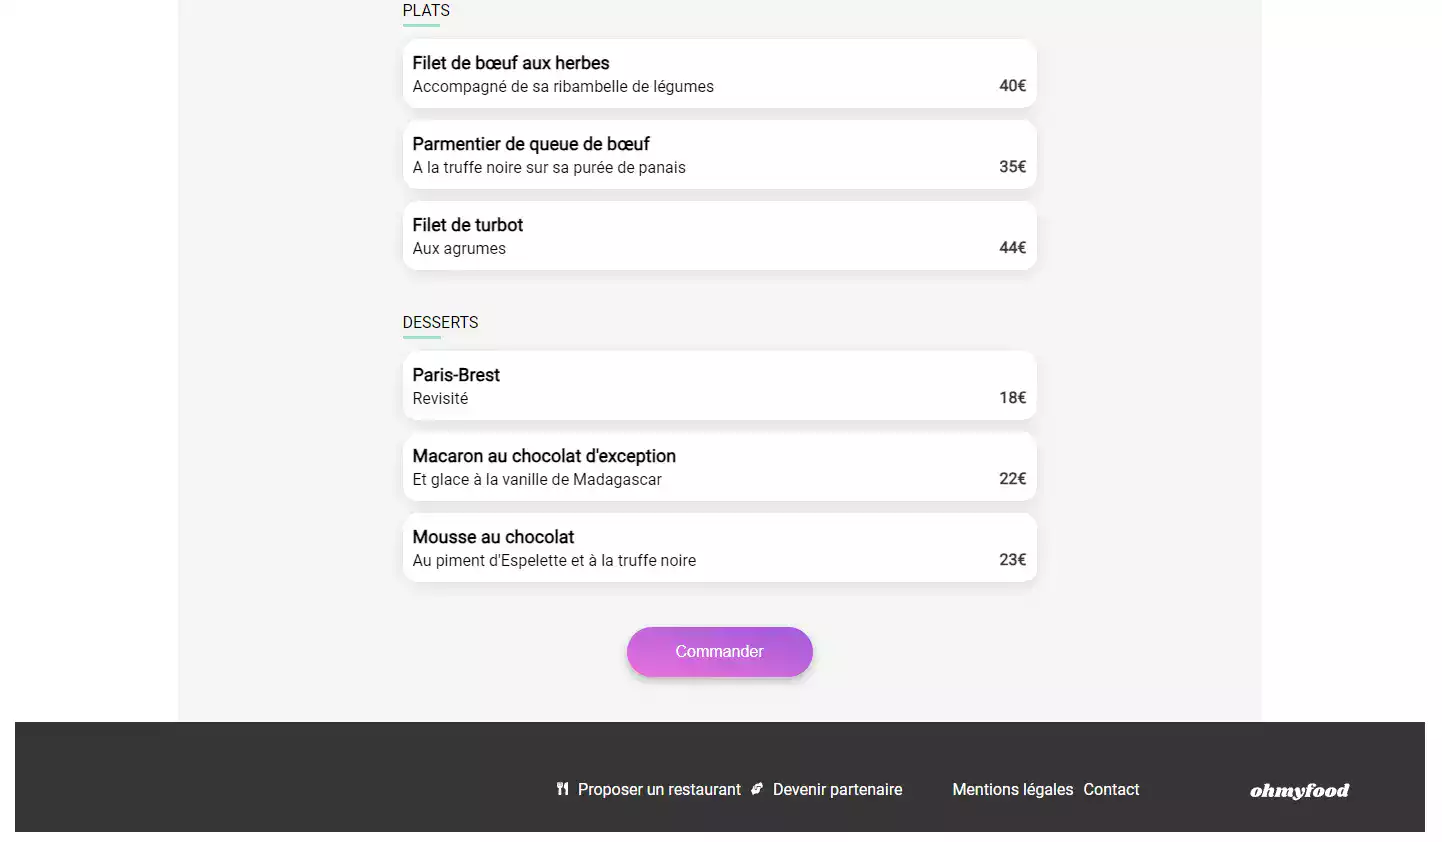 PLATS
Filet de bœuf aux herbes
Accompagné de sa ribambelle de légumes
40€
Parmentier de queue de bœuf
A la truffe noire sur sa purée de panais
35€
Filet de turbot
Aux agrumes
44€
DESSERTS
Paris-Brest
Revisité
18€
Macaron au chocolat d'exception
Et glace à la vanille de Madagascar
22€
Mousse au chocolat
Au piment d'Espelette et à la truffe noire
23€
Commander
Proposer un restaurant Devenir partenaire Mentions légales Contact ohmyfood